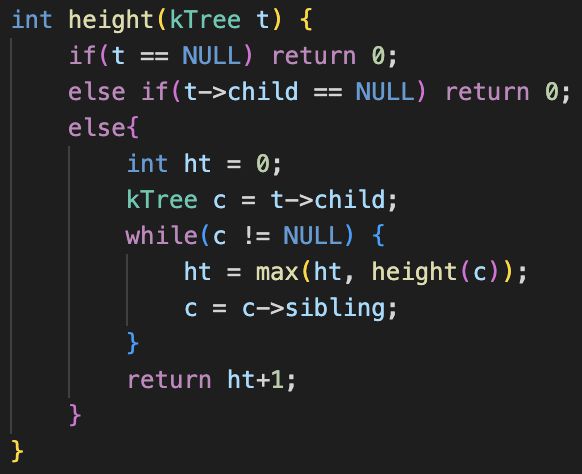 int height(kTree t) {
    if(t == NULL) return 0;
    else if(t->child == NULL) return 0;
    else{
        int ht = 0;
        kTree c = t->child;
        while(c != NULL) {
            ht = max(ht, height(c));
            c = c->sibling;
        }
        return ht+1;
    }
}